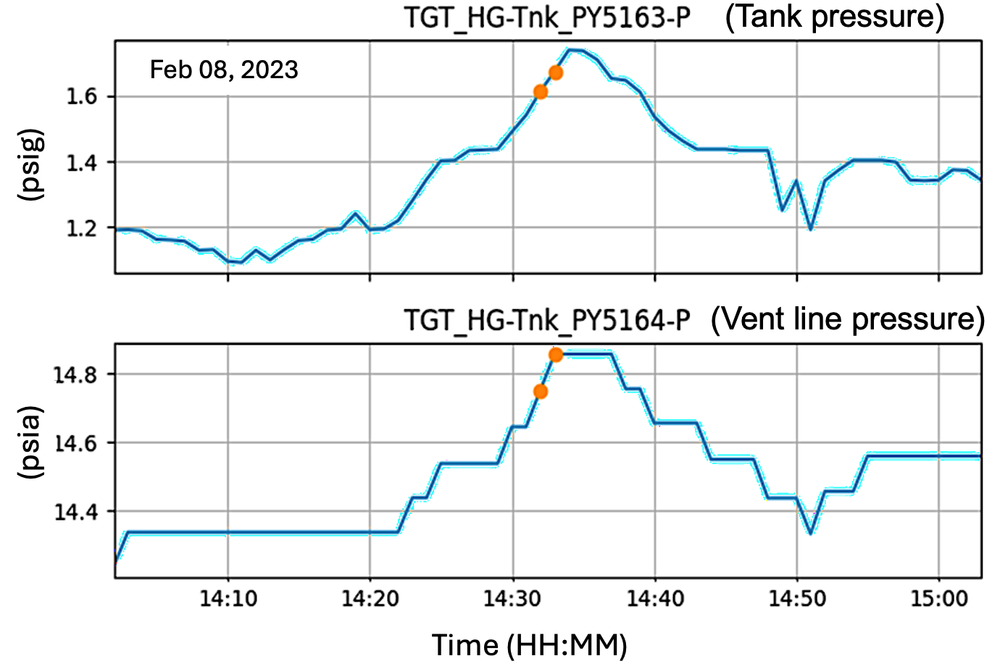 TGT_HG-Tnk_PY5163-P (Tank pressure)
Feb 08, 2023
1.6
1.4
1.2
(psig)
TGT_HG-Tnk_PY5164-P (Vent line pressure)
14.8
14.6
14.4
(psia)
14:10 14:20 14:30 14:40 14:50 15:00
Time (HH:MM)